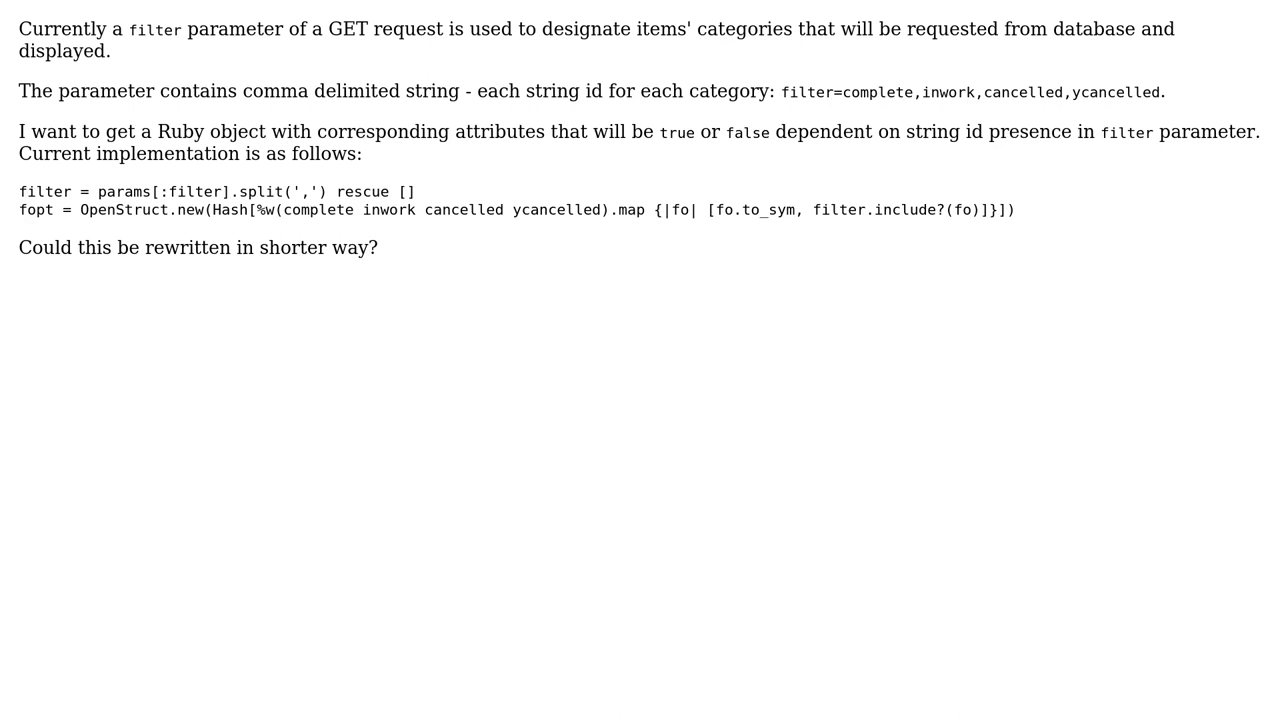 Currently a filter parameter of a GET request is used to designate items' categories that will be requested from database and
displayed.
The parameter contains comma delimited string - each string id for each category: filter=complete,inwork,cancelled,ycancelled.
I want to get a Ruby object with corresponding attributes that will be true or false dependent on string id presence in filter parameter.
Current implementation is as follows:
filter = params[:filter].split(',') rescue []
fopt = OpenStruct.new(Hash[%w(complete inwork cancelled ycancelled).map {|fo| [fo.to_sym, filter.include?(fo)]}])
Could this be rewritten in shorter way?